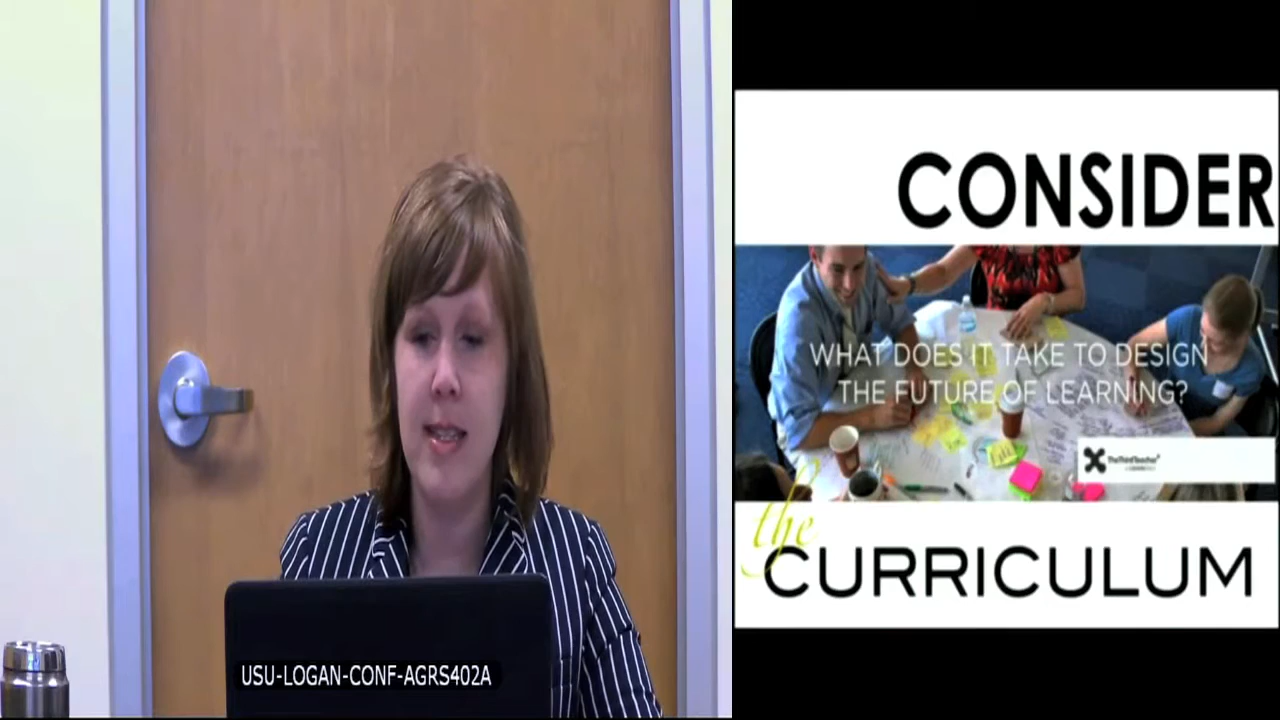 CONSIDER
WHAT DOES IT TAKE TO DESIGN
THE FUTURE OF LEARNING?
TheThirdTeacher+
the
CURRICULUM
USU-LOGAN-CONF-AGRS402A